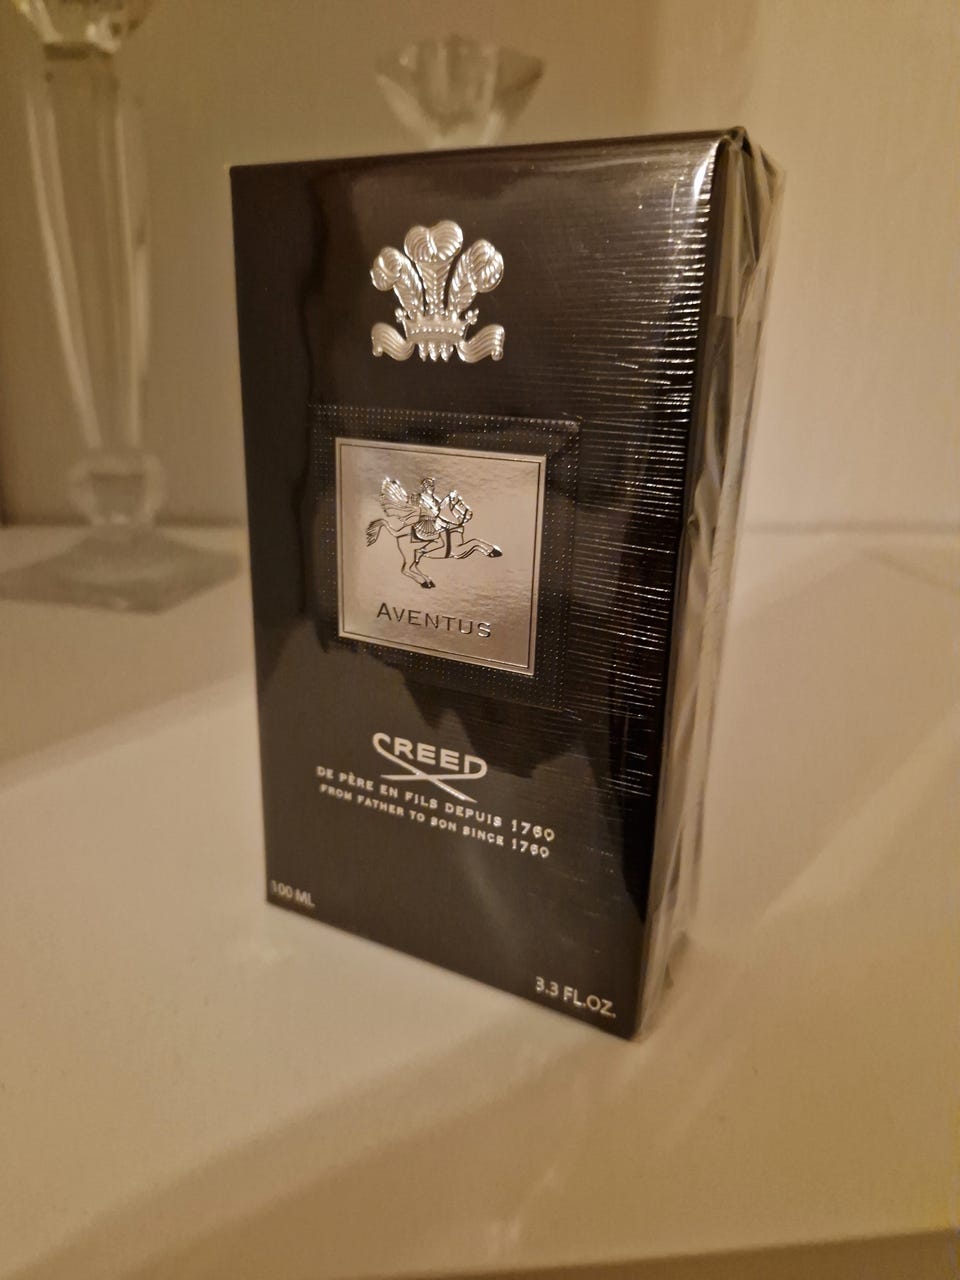 AVENTUS
CREED
DE PÈRE EN FILS DEPUIS 1760
FROM FATHER TO SON SINCE 1760
100 ML
3.3 FL.OZ.